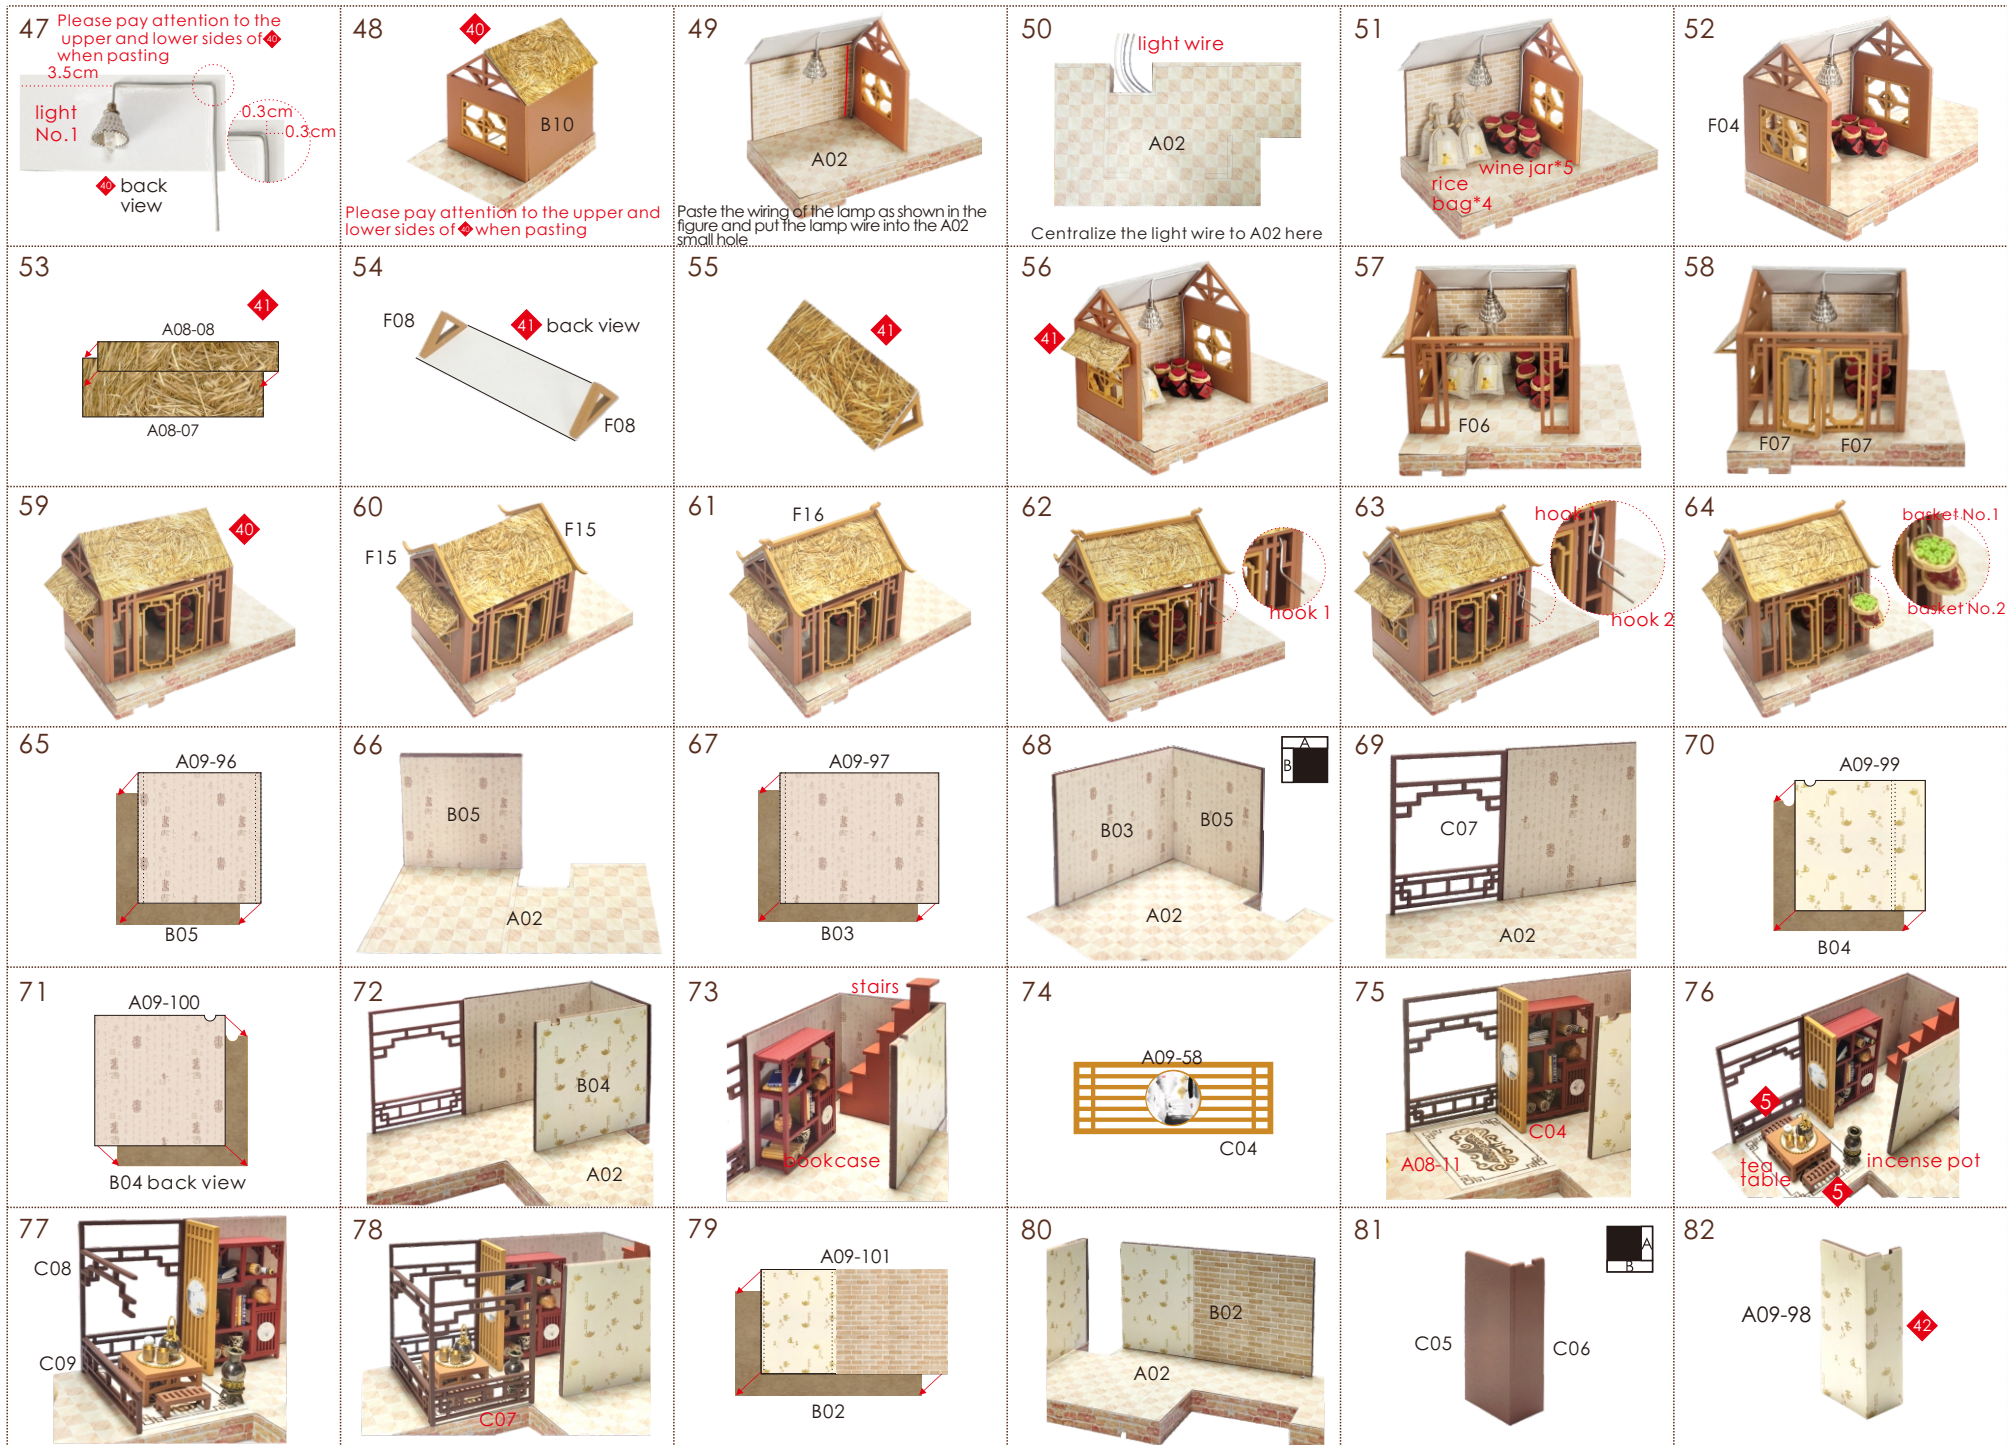 47
Please pay attention to the
upper and lower sides of 40
when pasting
3.5cm
light
No.1
0.3cm
0.3cm
40 back
view
48
40
B10
Please pay attention to the upper and
lower sides of 40 when pasting
49
A02
Paste the wiring of the lamp as shown in the
figure and put the lamp wire into the A02
small hole
50
light wire
A02
Centralize the light wire to A02 here
51
wine jar*5
rice
bag*4
52
F04
53
41
A08-08
A08-07
54
F08
41 back view
F08
55
41
56
41
57
F06
58
F07
F07
59
40
60
F15
F15
61
F16
62
hook 1
63
hook 1
hook 2
64
basket No.1
basket No.2
65
A09-96
B05
66
B05
A02
67
A09-97
B03
68
A
B
B03
B05
A02
69
C07
A02
70
A09-99
B04
71
A09-100
B04 back view
72
B04
A02
73
stairs
bookcase
74
A09-58
C04
75
C04
A08-11
76
5
tea
table
incense pot
5
77
C08
C09
78
C07
79
A09-101
B02
80
B02
A02
81
A
B
C05
C06
82
A09-98
42